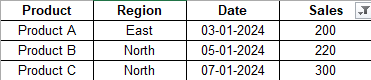 Product Region Date Sales
Product A East 03-01-2024 200
Product B North 05-01-2024 220
Product C North 07-01-2024 300